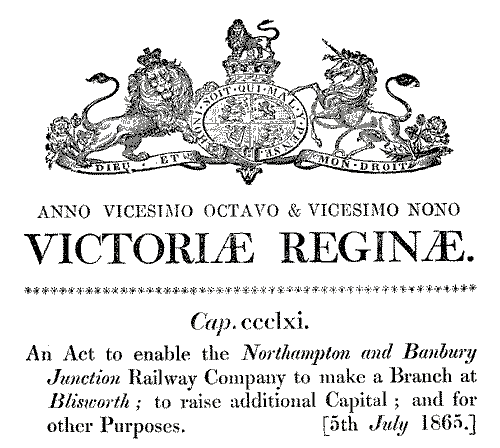 HONI · SOIT · QUI · MAL · Y · PENSE
DIEU · ET · MON · DROIT
ANNO VICESIMO OCTAVO & VICESIMO NONO
VICTORIÆ REGINÆ.
Cap. ccclxi.
An Act to enable the Northampton and Banbury
Junction Railway Company to make a Branch at
Blisworth ; to raise additional Capital ; and for
other Purposes. [5th July 1865.]